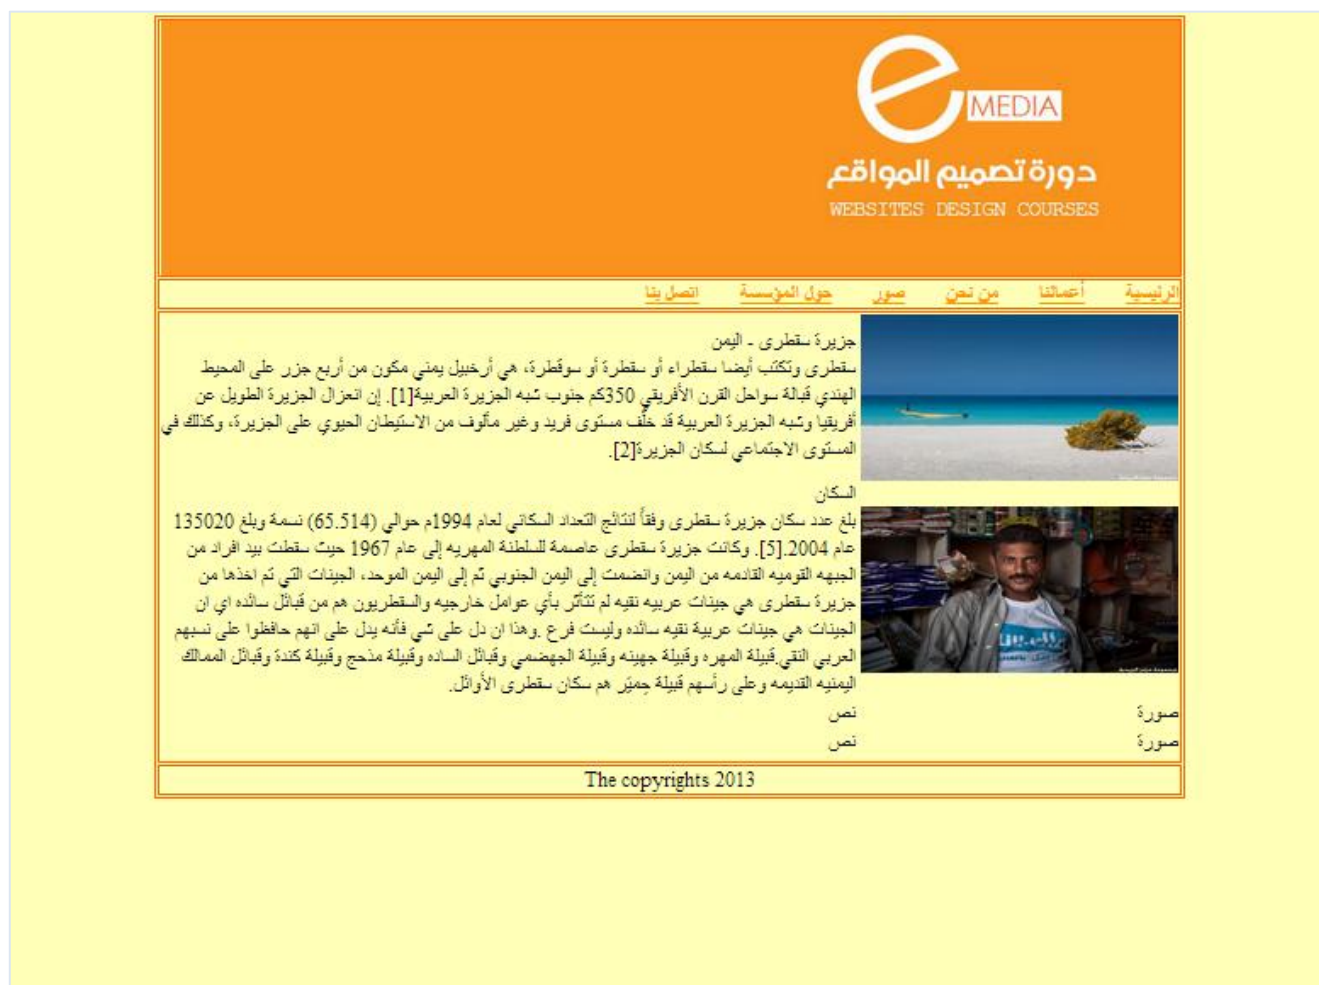 e MEDIA
دورة تصميم المواقع
WEBSITES DESIGN COURSES
الرئيسية أعمالنا من نحن صور حول المؤسسة اتصل بنا
جزيرة سقطرى - اليمن
سقطرى وتكتب أيضا سقطراء أو سقطرة أو سوقطرة، هي أرخبيل يمني مكون من أربع جزر على المحيط
الهندي قبالة سواحل القرن الأفريقي 350كم جنوب شبه الجزيرة العربية[1]. إن انعزال الجزيرة الطويل عن
أفريقيا وشبه الجزيرة العربية قد خلّف مستوى فريد وغير مألوف من الاستيطان الحيوي على الجزيرة، وكذلك في
المستوى الاجتماعي لسكان الجزيرة[2].
السكان
بلغ عدد سكان جزيرة سقطرى وفقاً لنتائج التعداد السكاني لعام 1994م حوالي (65.514) نسمة وبلغ 135020
عام 2004.[5]. وكانت جزيرة سقطرى عاصمة للسلطنة المهريه إلى عام 1967 حيث سقطت بيد افراد من
الجبهه القوميه القادمه من اليمن وانضمت إلى اليمن الجنوبي ثم إلى اليمن الموحد، الجينات التي تم اخذها من
جزيرة سقطرى هي جينات عربيه نقيه لم تتأثر بأي عوامل خارجيه والسقطريون هم من قبائل سائده اي ان
الجينات هي جينات عربية نقيه سائده وليست فرع .وهذا ان دل على شي فأنه يدل على انهم حافظوا على نسبهم
العربي النقي.قبيلة المهره وقبيلة جهينه وقبيلة الجهضمي وقبائل الساده وقبيلة مذحج وقبيلة كندة وقبائل الممالك
اليمنيه القديمه وعلى رأسهم قبيلة حِميَر هم سكان سقطرى الأوائل.
صورة نص
صورة نص
The copyrights 2013